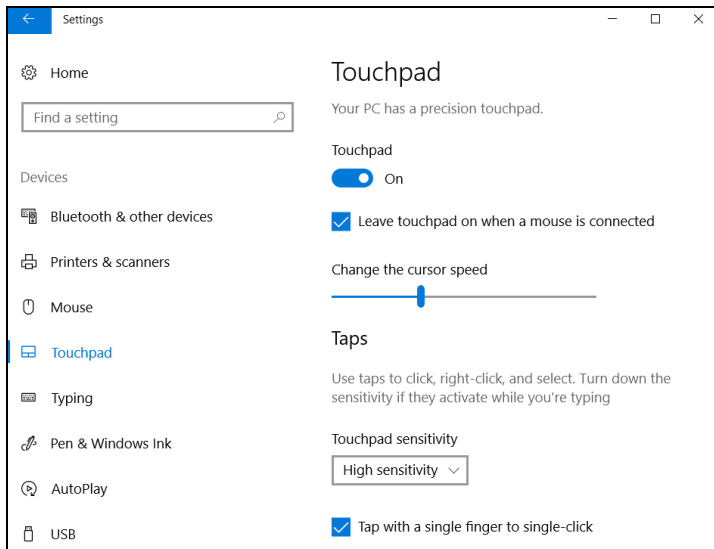 Settings
Home
Find a setting
Devices
Bluetooth & other devices
Printers & scanners
Mouse
Touchpad
Typing
Pen & Windows Ink
AutoPlay
USB
Touchpad
Your PC has a precision touchpad.
Touchpad
On
Leave touchpad on when a mouse is connected
Change the cursor speed
Taps
Use taps to click, right-click, and select. Turn down the
sensitivity if they activate while you're typing
Touchpad sensitivity
High sensitivity
Tap with a single finger to single-click